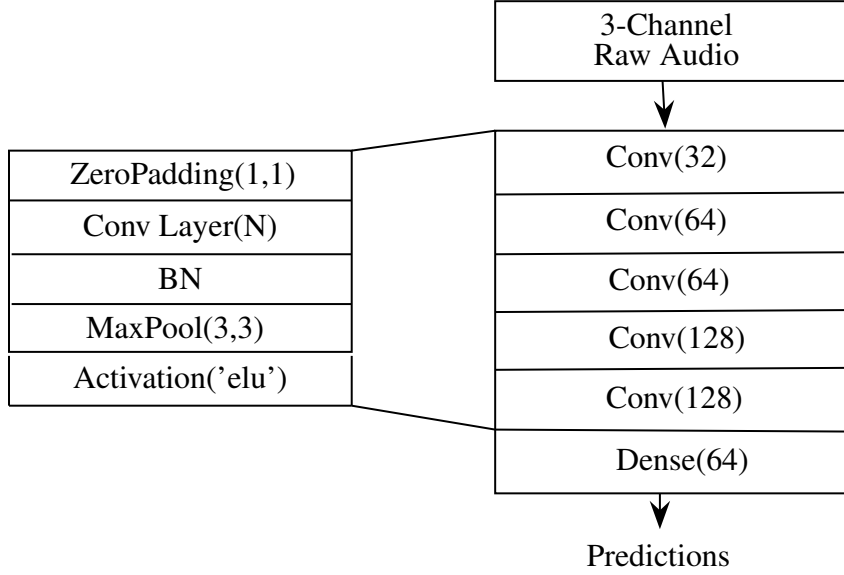 3-Channel
Raw Audio
ZeroPadding(1,1)
Conv Layer(N)
BN
MaxPool(3,3)
Activation('elu')
Conv(32)
Conv(64)
Conv(64)
Conv(128)
Conv(128)
Dense(64)
Predictions